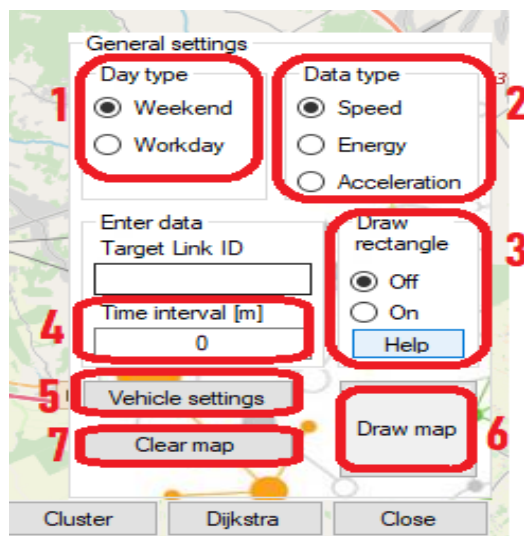 General settings
Day type
Data type
3
1
Weekend
Speed
2
Workday
Energy
Acceleration
Enter data
Target Link ID
Draw
rectangle
3
Off
Time interval [m]
On
4
0
Help
5
Vehicle settings
7
Clear map
Draw map
6
Cluster
Dijkstra
Close